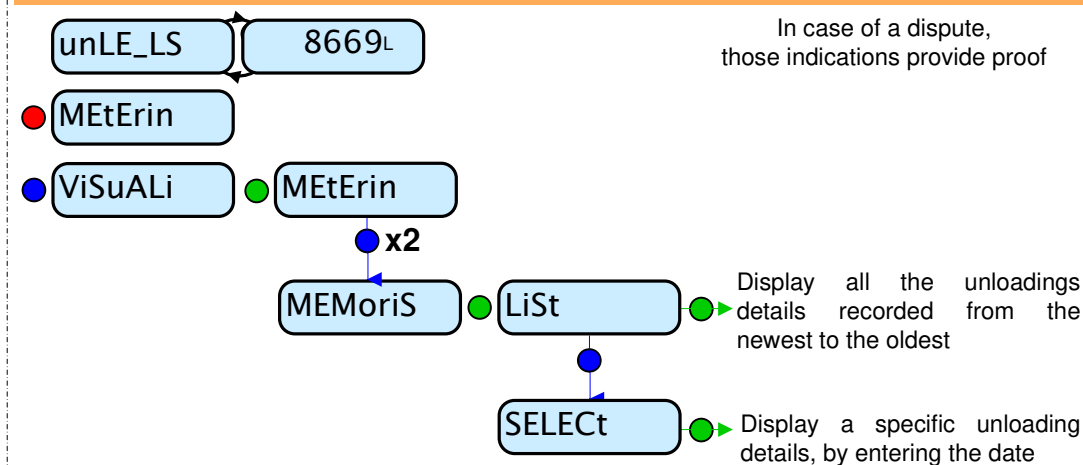 unLE_LS
8669L
In case of a dispute,
those indications provide proof
MEtErin
ViSuALi
MEtErin
x2
MEMoriS
LiSt
Display all the unloadings
details recorded from the
newest to the oldest
SELECt
Display a specific unloading
details, by entering the date